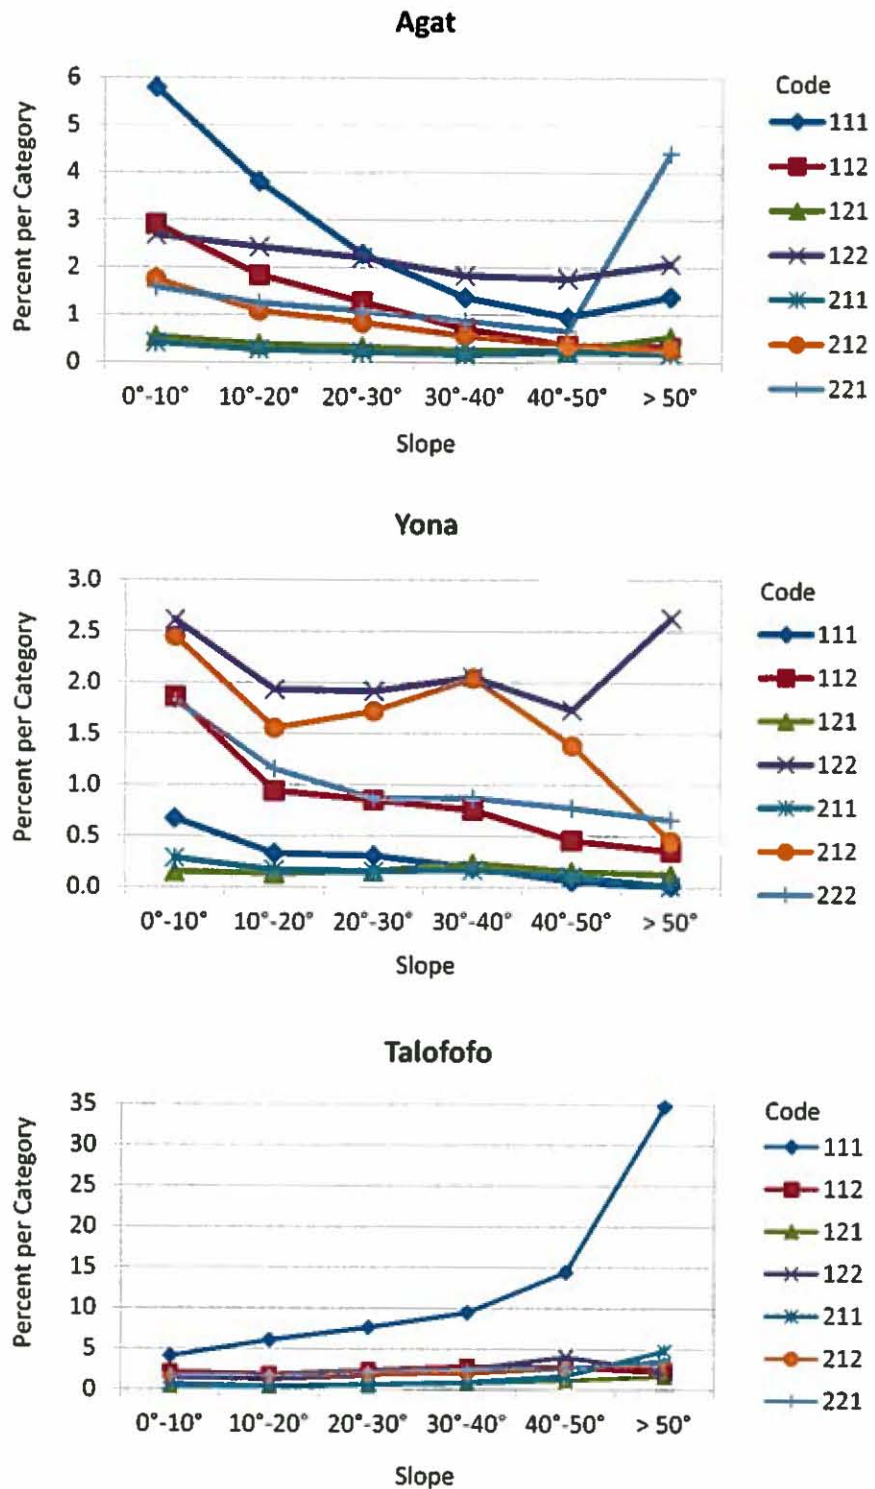 Agat
Percent per Category
6
5
4
3
2
1
0
0°-10° 10°-20° 20°-30° 30°-40° 40°-50° > 50°
Slope
Code
111
112
121
122
211
212
221
Yona
Percent per Category
3.0
2.5
2.0
1.5
1.0
0.5
0.0
0°-10° 10°-20° 20°-30° 30°-40° 40°-50° > 50°
Slope
Code
111
112
121
122
211
212
222
Talofofo
Percent per Category
35
30
25
20
15
10
5
0
0°-10° 10°-20° 20°-30° 30°-40° 40°-50° > 50°
Slope
Code
111
112
121
122
211
212
221